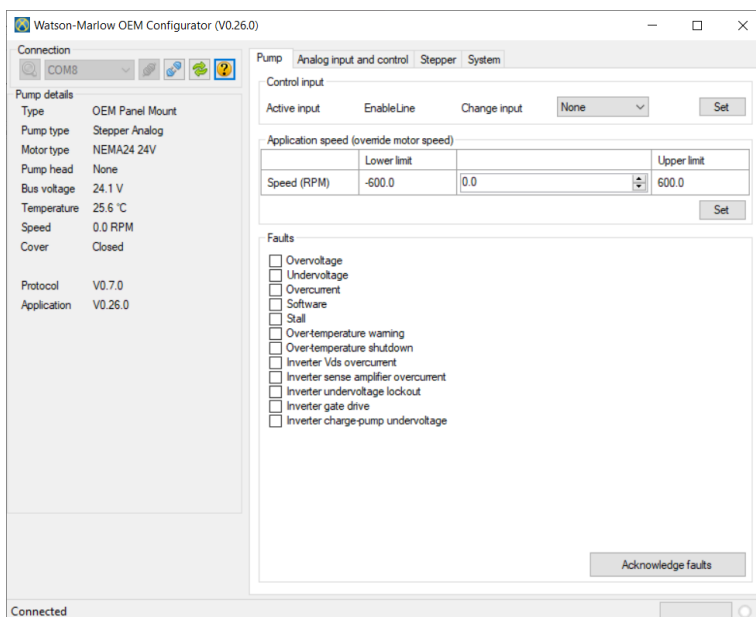 Watson-Marlow OEM Configurator (V0.26.0)
Connection
COM8
Pump details
Type OEM Panel Mount
Pump type Stepper Analog
Motor type NEMA24 24V
Pump head None
Bus voltage 24.1 V
Temperature 25.6 °C
Speed 0.0 RPM
Cover Closed
Protocol V0.7.0
Application V0.26.0
Pump Analog input and control Stepper System
Control input
Active input EnableLine Change input None Set
Application speed (override motor speed)
Lower limit Upper limit
Speed (RPM) -600.0 0.0 600.0
Set
Faults
Overvoltage
Undervoltage
Overcurrent
Software
Stall
Over-temperature warning
Over-temperature shutdown
Inverter Vds overcurrent
Inverter sense amplifier overcurrent
Inverter undervoltage lockout
Inverter gate drive
Inverter charge-pump undervoltage
Acknowledge faults
Connected